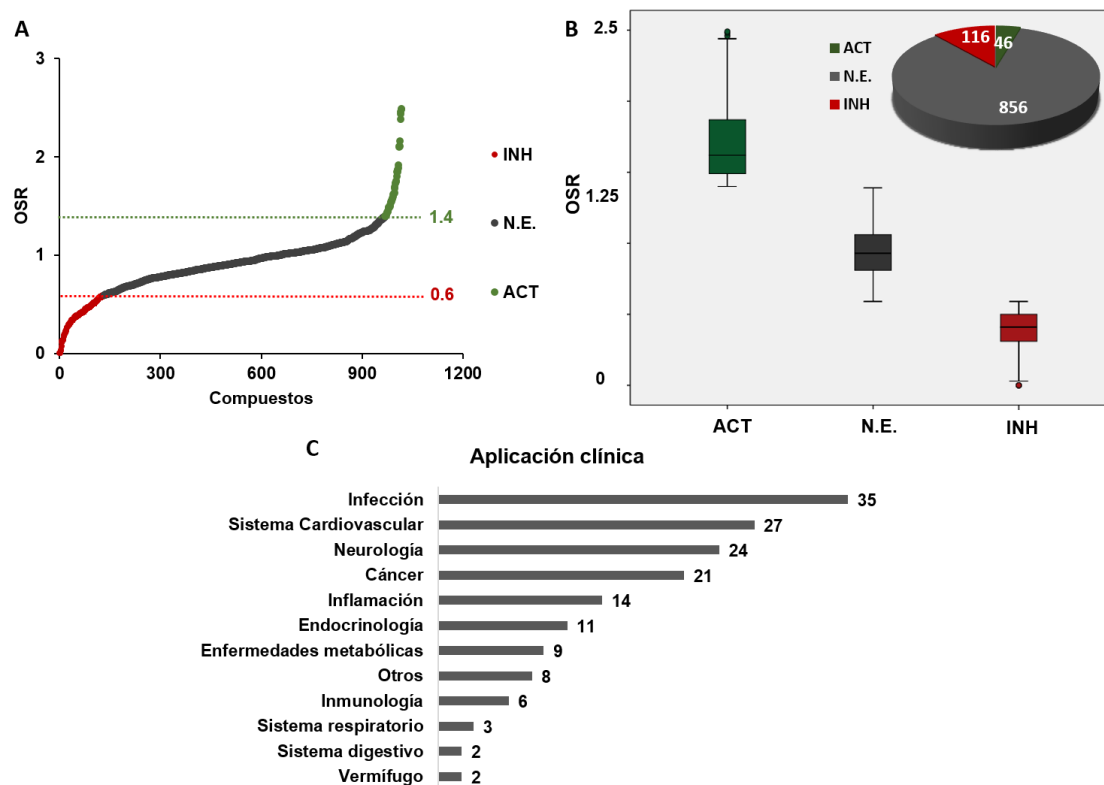 A
3
2
1
0
OSR
0
300
600
900
1200
Compuestos
1.4
0.6
INH
N.E.
ACT
B
2.5
1.25
0
OSR
ACT
N.E.
INH
ACT
N.E.
INH
116
46
856
C
Aplicación clínica
Infección 35
Sistema Cardiovascular 27
Neurología 24
Cáncer 21
Inflamación 14
Endocrinología 11
Enfermedades metabólicas 9
Otros 8
Inmunología 6
Sistema respiratorio 3
Sistema digestivo 2
Vermífugo 2